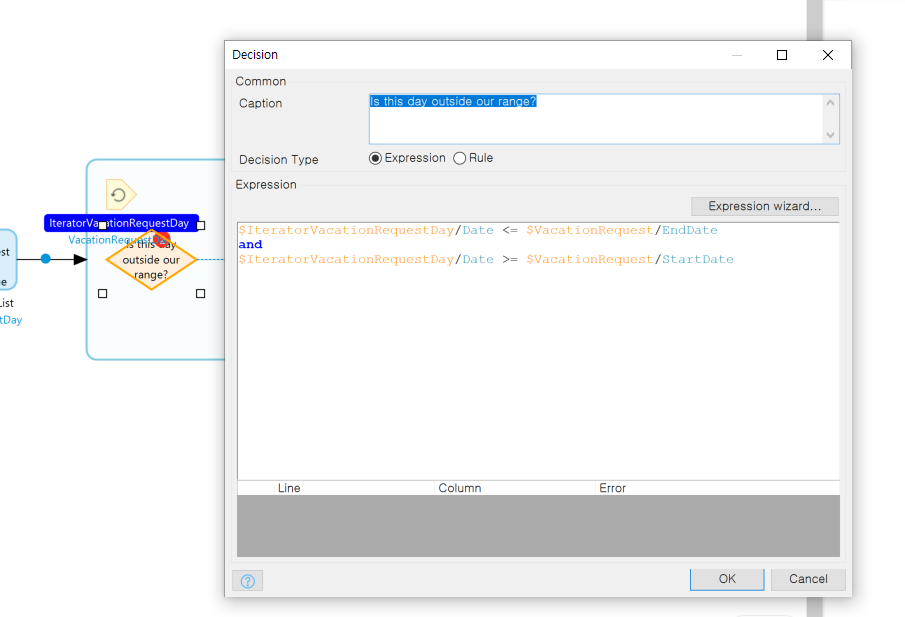 Decision
Common
Caption
Is this day outside our range?
Decision Type
Expression
Rule
Expression
Expression wizard...
$IteratorVacationRequestDay/Date <= $VacationRequest/EndDate
and
$IteratorVacationRequestDay/Date >= $VacationRequest/StartDate
Line Column Error
OK
Cancel
IteratorVacationRequestDay
VacationRequest
Is this day
outside our
range?
List